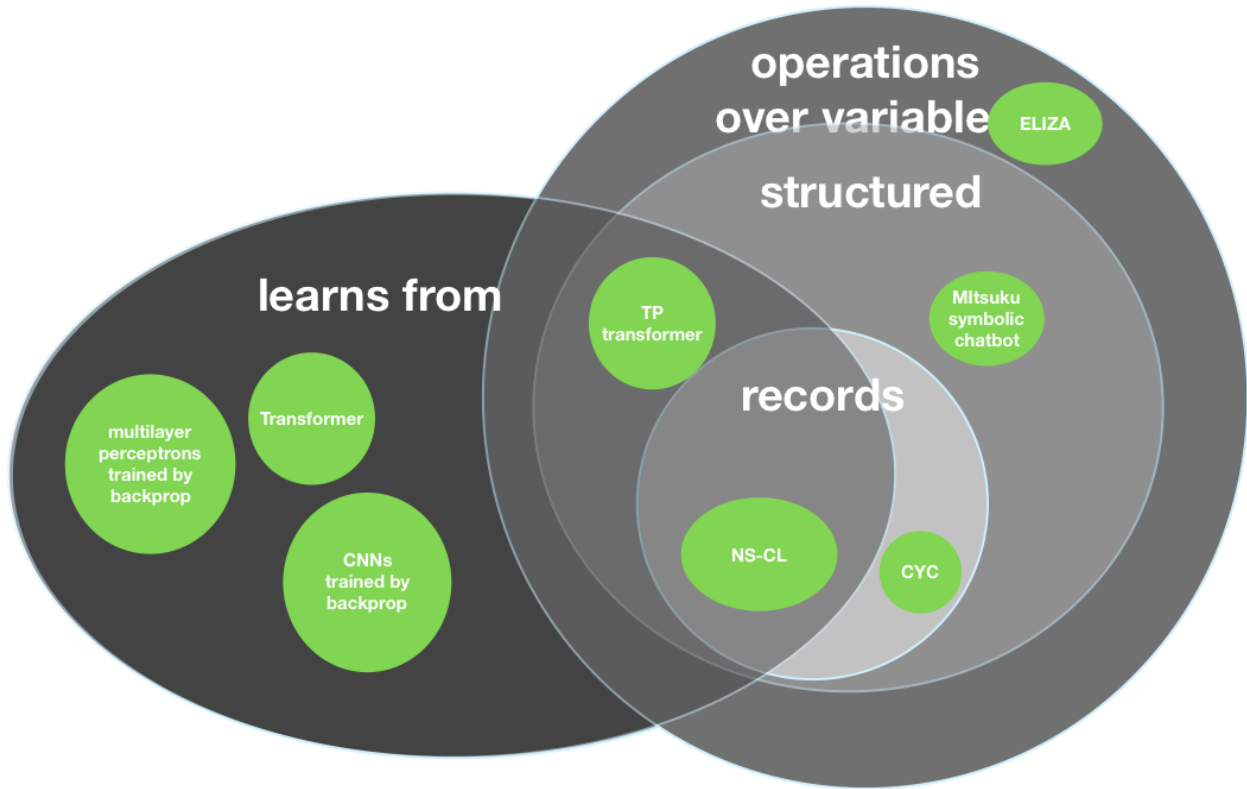 operations
over variable
ELIZA
structured
learns from
TP
transformer
MItsuku
symbolic
chatbot
records
Transformer
multilayer
perceptrons
trained by
backprop
CNNs
trained by
backprop
NS-CL
CYC